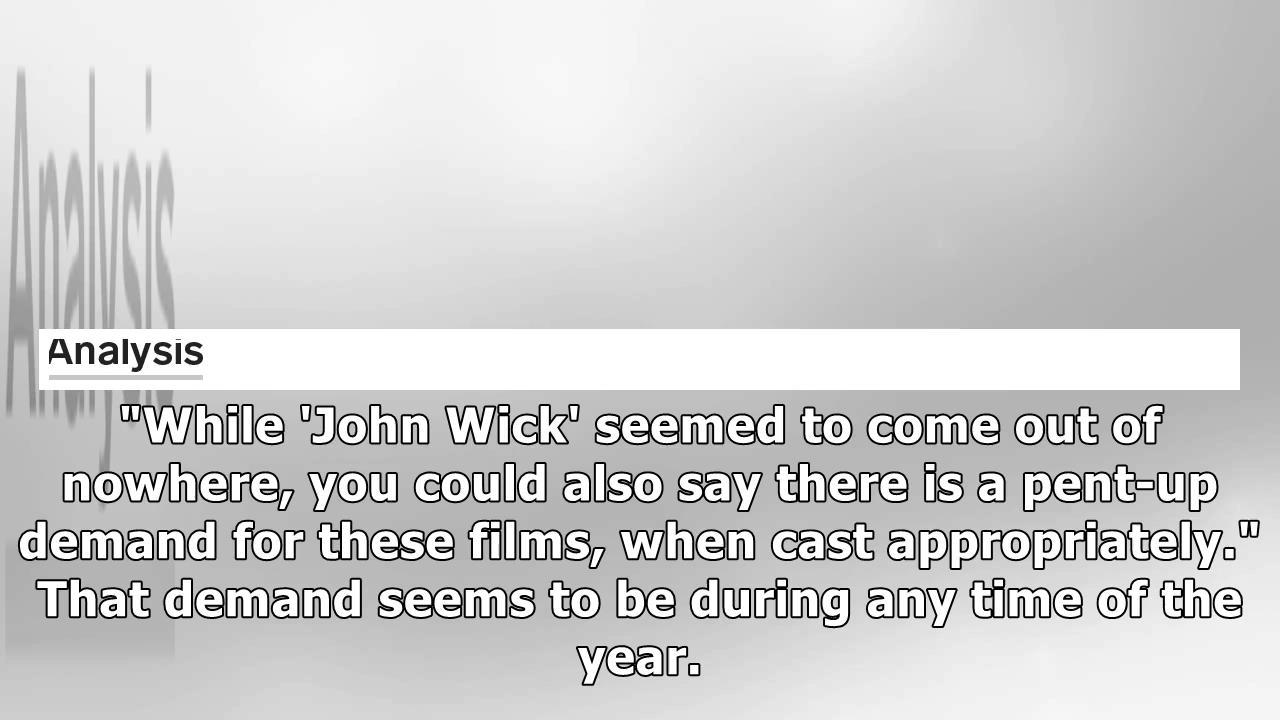 Analysis
Analysis
"While 'John Wick' seemed to come out of
nowhere, you could also say there is a pent-up
demand for these films, when cast appropriately."
That demand seems to be during any time of the
year.